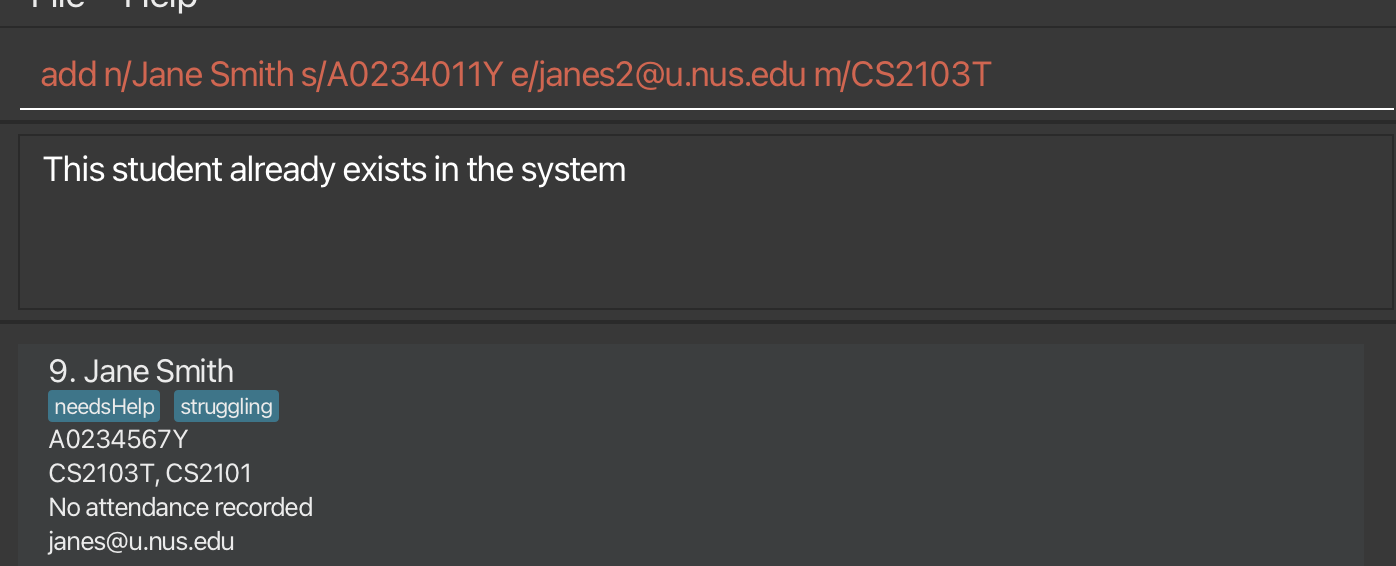 File Help
add n/Jane Smith s/A0234011Y e/janes2@u.nus.edu m/CS2103T
This student already exists in the system
9. Jane Smith
needsHelp struggling
A0234567Y
CS2103T, CS2101
No attendance recorded
janes@u.nus.edu